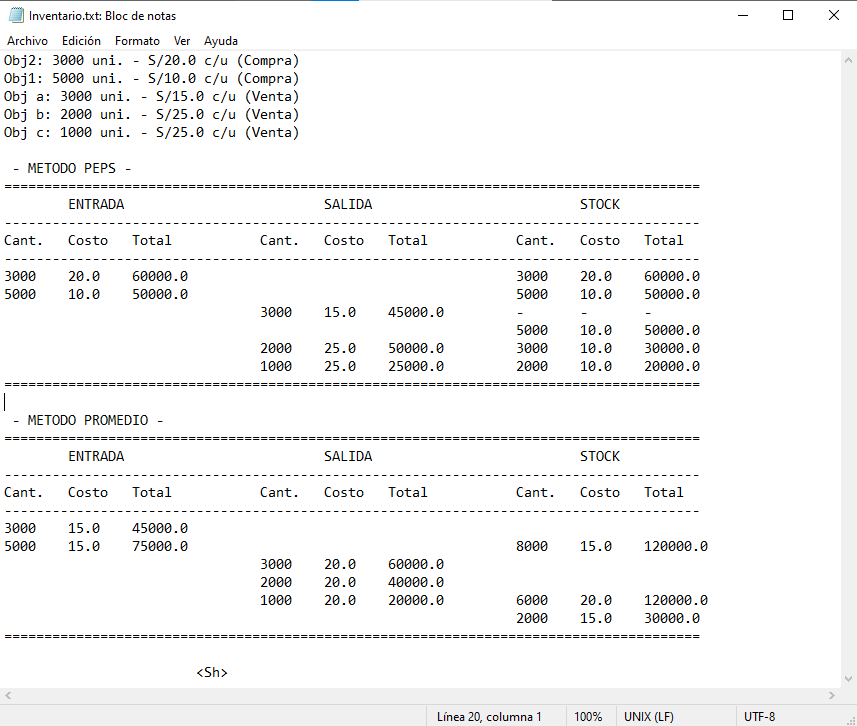 Inventario.txt: Bloc de notas
Archivo Edición Formato Ver Ayuda
Obj2: 3000 uni. - S/20.0 c/u (Compra)
Obj1: 5000 uni. - S/10.0 c/u (Compra)
Obj a: 3000 uni. - S/15.0 c/u (Venta)
Obj b: 2000 uni. - S/25.0 c/u (Venta)
Obj c: 1000 uni. - S/25.0 c/u (Venta)
- METODO PEPS -
=======================================================================================
ENTRADA SALIDA STOCK
---------------------------------------------------------------------------------------
Cant. Costo Total Cant. Costo Total Cant. Costo Total
---------------------------------------------------------------------------------------
3000 20.0 60000.0 3000 20.0 60000.0
5000 10.0 50000.0 5000 10.0 50000.0
3000 15.0 45000.0 - - -
5000 10.0 50000.0
2000 25.0 50000.0 3000 10.0 30000.0
1000 25.0 25000.0 2000 10.0 20000.0
=======================================================================================
- METODO PROMEDIO -
=======================================================================================
ENTRADA SALIDA STOCK
---------------------------------------------------------------------------------------
Cant. Costo Total Cant. Costo Total Cant. Costo Total
---------------------------------------------------------------------------------------
3000 15.0 45000.0
5000 15.0 75000.0 8000 15.0 120000.0
3000 20.0 60000.0
2000 20.0 40000.0
1000 20.0 20000.0 6000 20.0 120000.0
2000 15.0 30000.0
=======================================================================================
<Sh>
Línea 20, columna 1 100% UNIX (LF) UTF-8